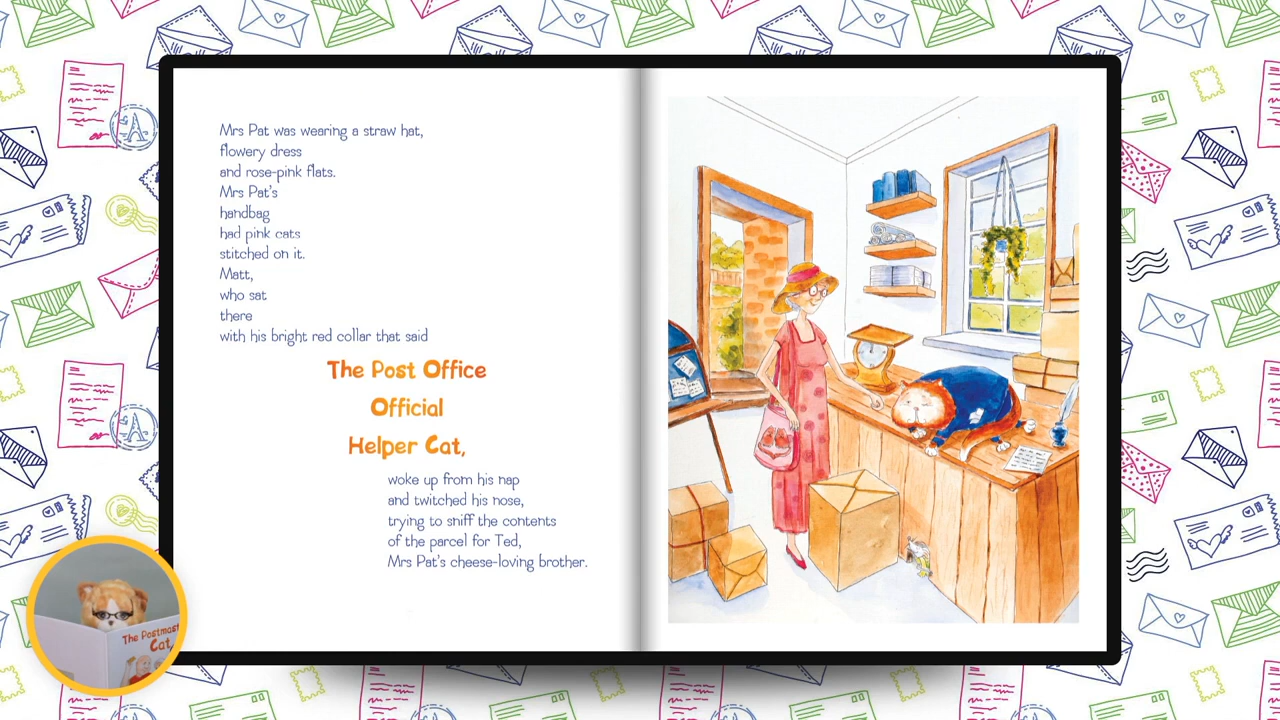 Mrs Pat was wearing a straw hat,
flowery dress
and rose-pink flats.
Mrs Pat's
handbag
had pink cats
stitched on it.
Matt,
who sat
there
with his bright red collar that said
The Post Office
Official
Helper Cat,
woke up from his nap
and twitched his nose,
trying to sniff the contents
of the parcel for Ted,
Mrs Pat's cheese-loving brother.
The
Cat